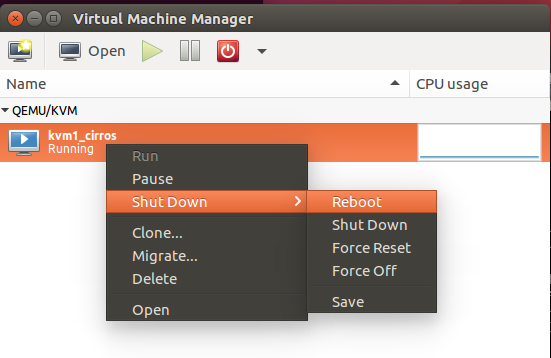 Virtual Machine Manager
Open
Name CPU usage
QEMU/KVM
kvm1_cirros
Running
Run
Pause
Shut Down
Clone...
Migrate...
Delete
Open
Reboot
Shut Down
Force Reset
Force Off
Save